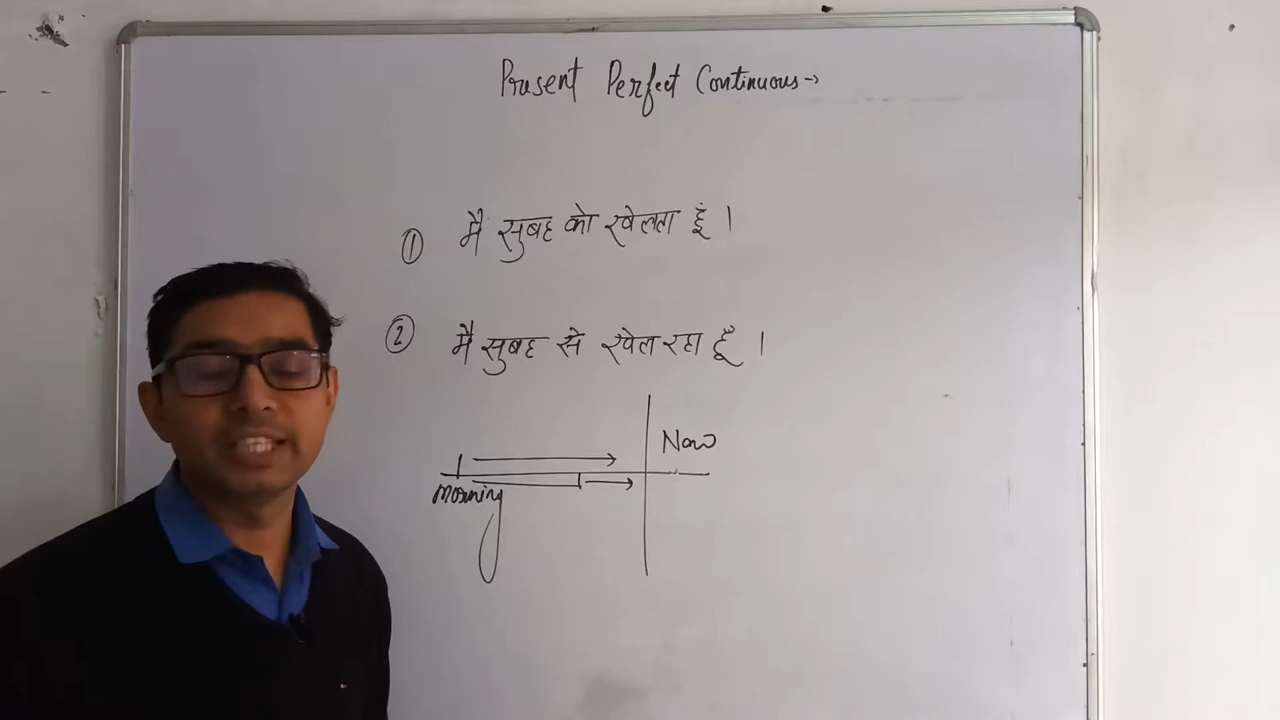 Present Perfect Continuous →
① मै सुबह को खेलता हूं ।
② मै सुबह से खेल रहा हूँ ।
Now
Morning